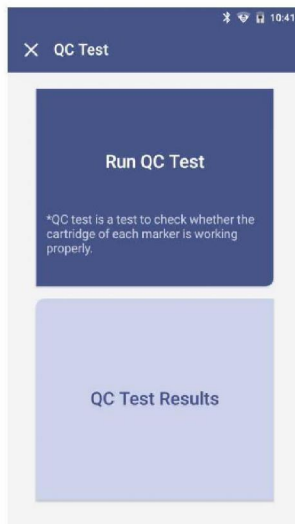 10:41
QC Test
Run QC Test
*QC test is a test to check whether the
cartridge of each marker is working
properly.
QC Test Results